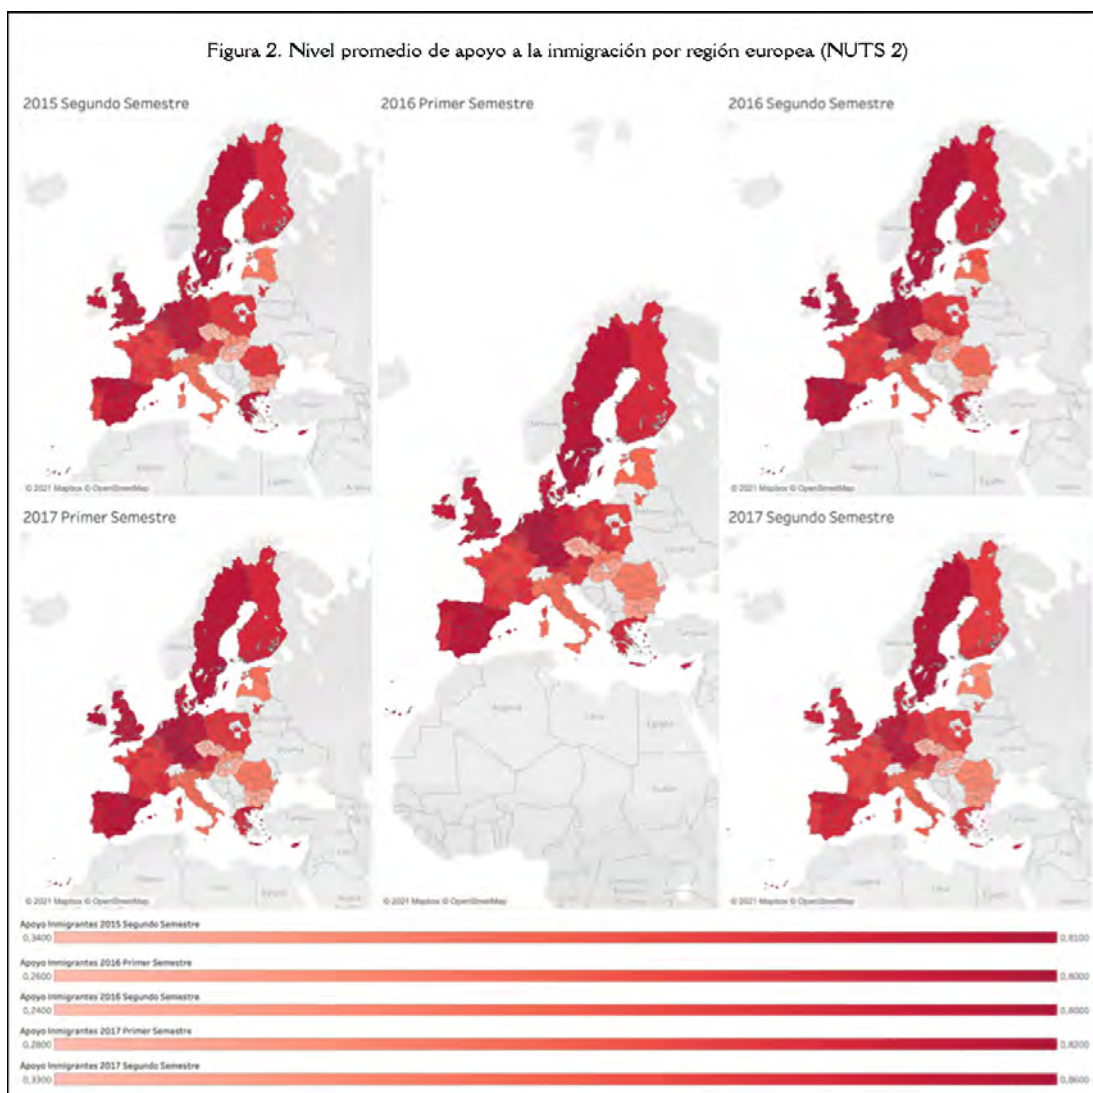 Figura 2. Nivel promedio de apoyo a la inmigración por región europea (NUTS 2)
2015 Segundo Semestre
2016 Primer Semestre
2016 Segundo Semestre
© 2021 Mapbox © OpenStreetMap
© 2021 Mapbox © OpenStreetMap
2017 Primer Semestre
2017 Segundo Semestre
Algeria
Libia
Egipto
Sudán
© 2021 Mapbox © OpenStreetMap
© 2021 Mapbox © OpenStreetMap
© 2021 Mapbox © OpenStreetMap
Apoyo Inmigrantes 2015 Segundo Semestre
0,3400
0,8100
Apoyo Inmigrantes 2016 Primer Semestre
0,2600
0,8000
Apoyo Inmigrantes 2016 Segundo Semestre
0,2400
0,8000
Apoyo Inmigrantes 2017 Primer Semestre
0,2800
0,8200
Apoyo Inmigrantes 2017 Segundo Semestre
0,3300
0,8600